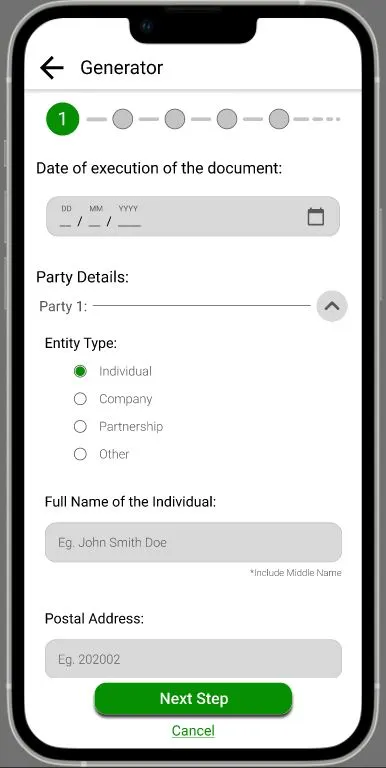 Generator
1
Date of execution of the document:
DD MM YYYY
__ / __ / ___
Party Details:
Party 1:
Entity Type:
Individual
Company
Partnership
Other
Full Name of the Individual:
Eg. John Smith Doe
*Include Middle Name
Postal Address:
Eg. 202002
Next Step
Cancel